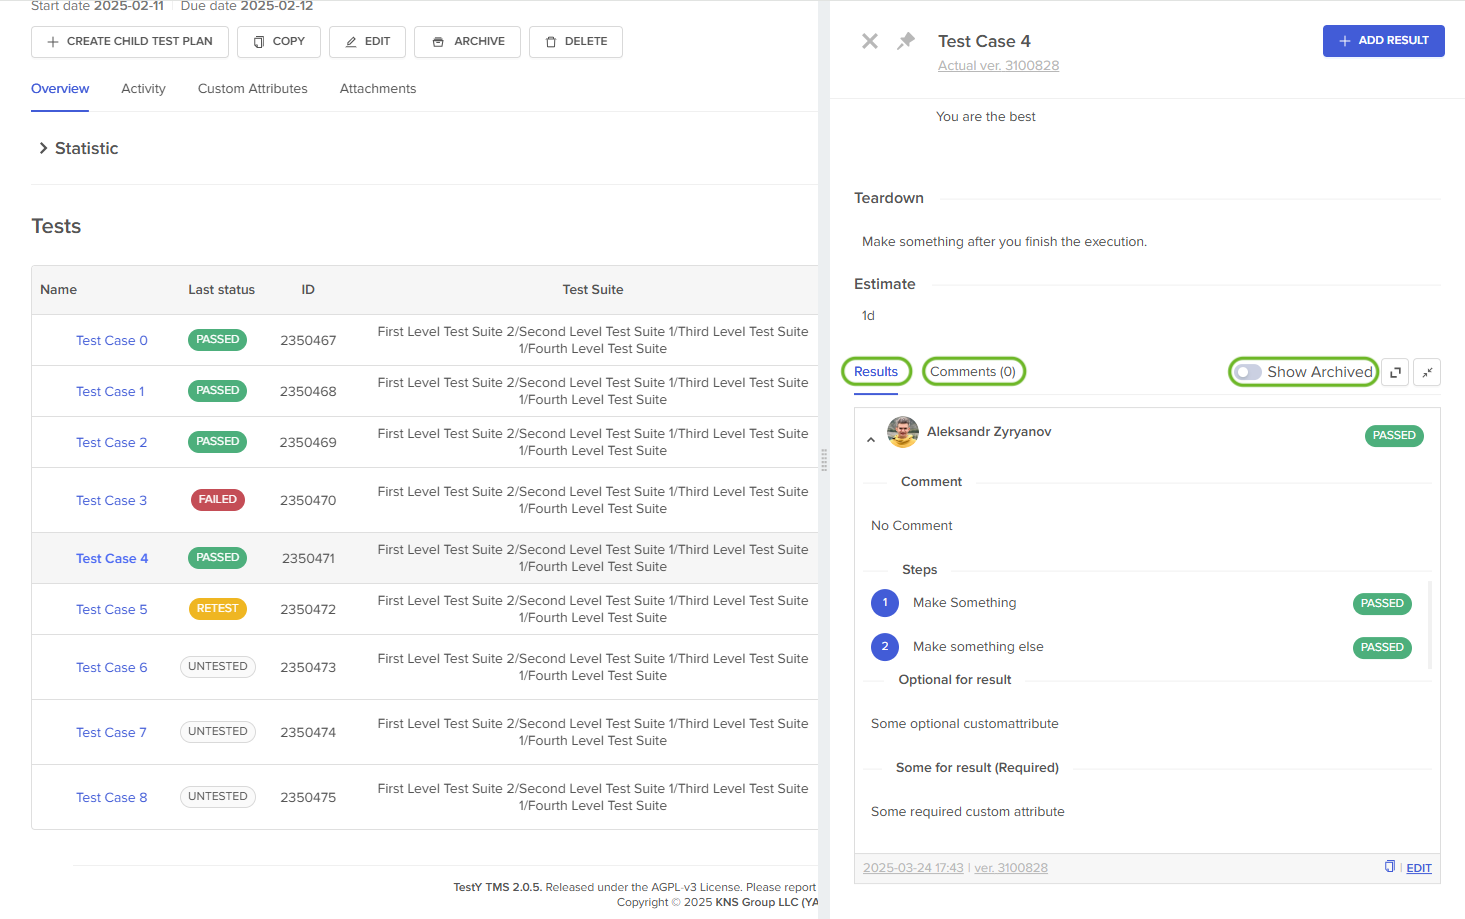 Start date 2025-02-11 Due date 2025-02-12
CREATE CHILD TEST PLAN COPY EDIT ARCHIVE DELETE
Overview Activity Custom Attributes Attachments
Statistic
Tests
Name Last status ID Test Suite
Test Case 0 PASSED 2350467 First Level Test Suite 2/Second Level Test Suite 1/Third Level Test Suite
1/Fourth Level Test Suite
Test Case 1 PASSED 2350468 First Level Test Suite 2/Second Level Test Suite 1/Third Level Test Suite
1/Fourth Level Test Suite
Test Case 2 PASSED 2350469 First Level Test Suite 2/Second Level Test Suite 1/Third Level Test Suite
1/Fourth Level Test Suite
Test Case 3 FAILED 2350470 First Level Test Suite 2/Second Level Test Suite 1/Third Level Test Suite
1/Fourth Level Test Suite
Test Case 4 PASSED 2350471 First Level Test Suite 2/Second Level Test Suite 1/Third Level Test Suite
1/Fourth Level Test Suite
Test Case 5 RETEST 2350472 First Level Test Suite 2/Second Level Test Suite 1/Third Level Test Suite
1/Fourth Level Test Suite
Test Case 6 UNTESTED 2350473 First Level Test Suite 2/Second Level Test Suite 1/Third Level Test Suite
1/Fourth Level Test Suite
Test Case 7 UNTESTED 2350474 First Level Test Suite 2/Second Level Test Suite 1/Third Level Test Suite
1/Fourth Level Test Suite
Test Case 8 UNTESTED 2350475 First Level Test Suite 2/Second Level Test Suite 1/Third Level Test Suite
1/Fourth Level Test Suite
TestY TMS 2.0.5. Released under the AGPL-v3 License. Please report
Copyright © 2025 KNS Group LLC (YA
Test Case 4
ADD RESULT
Actual ver. 3100828
You are the best
Teardown
Make something after you finish the execution.
Estimate
1d
Results Comments (0) Show Archived
Aleksandr Zyryanov PASSED
Comment
No Comment
Steps
1 Make Something PASSED
2 Make something else PASSED
Optional for result
Some optional customattribute
Some for result (Required)
Some required custom attribute
2025-03-24 17:43 | ver. 3100828 | EDIT